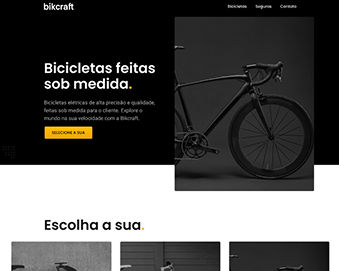 bikcraft
Bicicletas Seguros Contato
Bicicletas feitas
sob medida.
Bicicletas elétricas de alta precisão e qualidade,
feitas sob medida para o cliente. Explore o
mundo na sua velocidade com a Bikcraft.
SELECIONE A SUA
Escolha a sua.